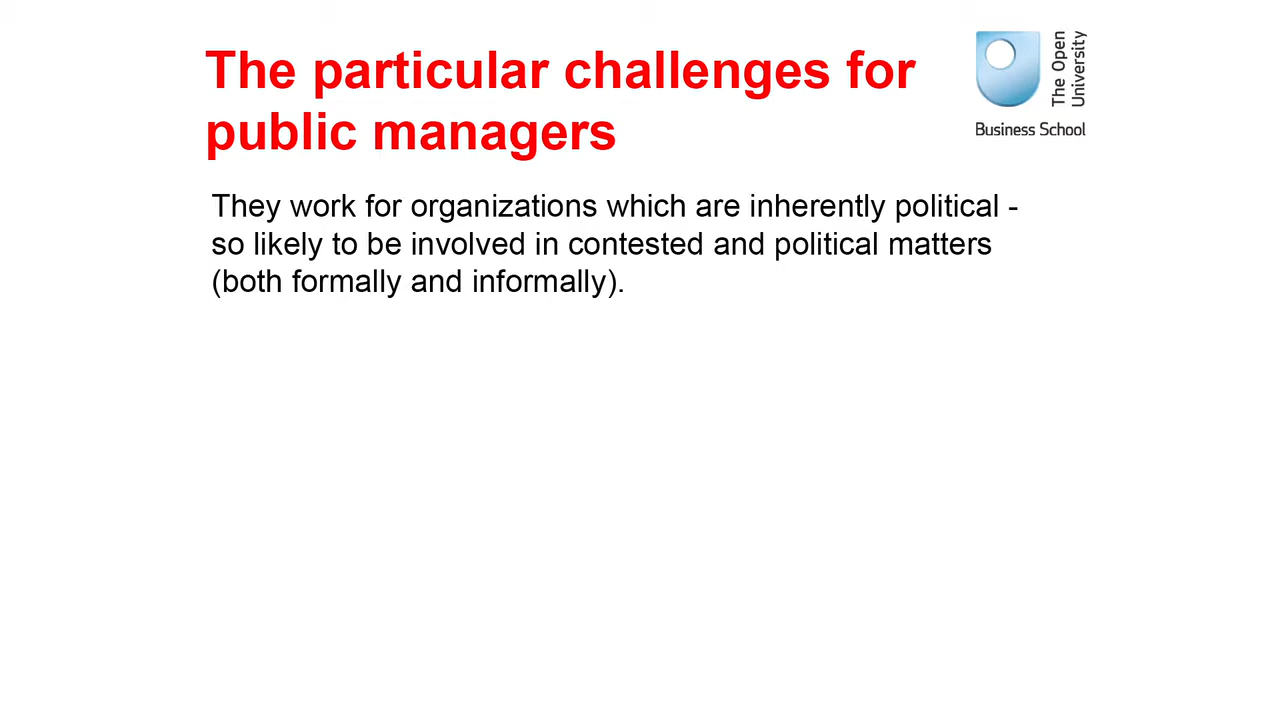 The particular challenges for
public managers
The Open
University
Business School
They work for organizations which are inherently political -
so likely to be involved in contested and political matters
(both formally and informally).